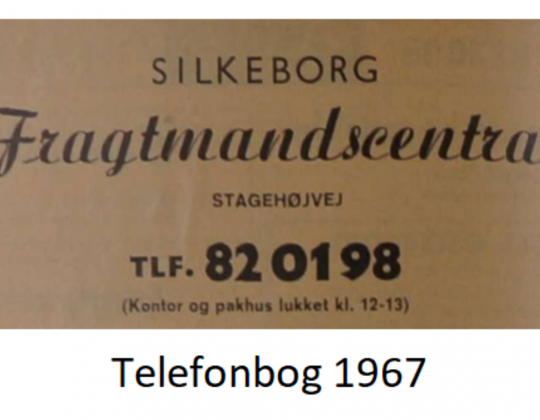 SILKEBORG
Fragtmandscentra
STAGEHØJVEJ
TLF. 82 01 98
(Kontor og pakhus lukket kl. 12-13)
Telefonbog 1967